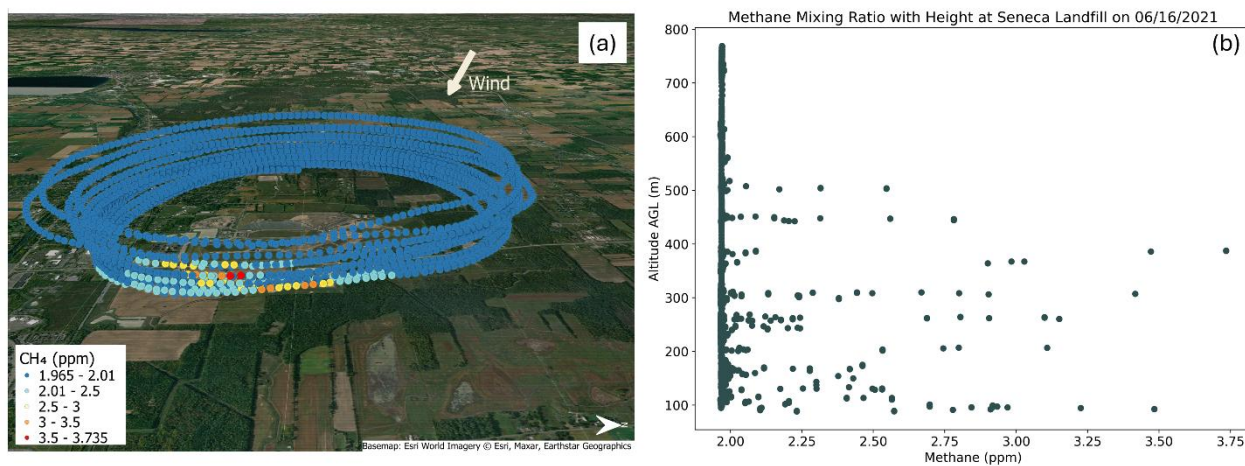 (a)
Wind
CH₄ (ppm)
1.965 - 2.01
2.01 - 2.5
2.5 - 3
3 - 3.5
3.5 - 3.735
Basemap: Esri World Imagery © Esri, Maxar, Earthstar Geographics
Methane Mixing Ratio with Height at Seneca Landfill on 06/16/2021
(b)
800
700
600
500
400
300
200
100
Altitude AGL (m)
2.00 2.25 2.50 2.75 3.00 3.25 3.50 3.75
Methane (ppm)